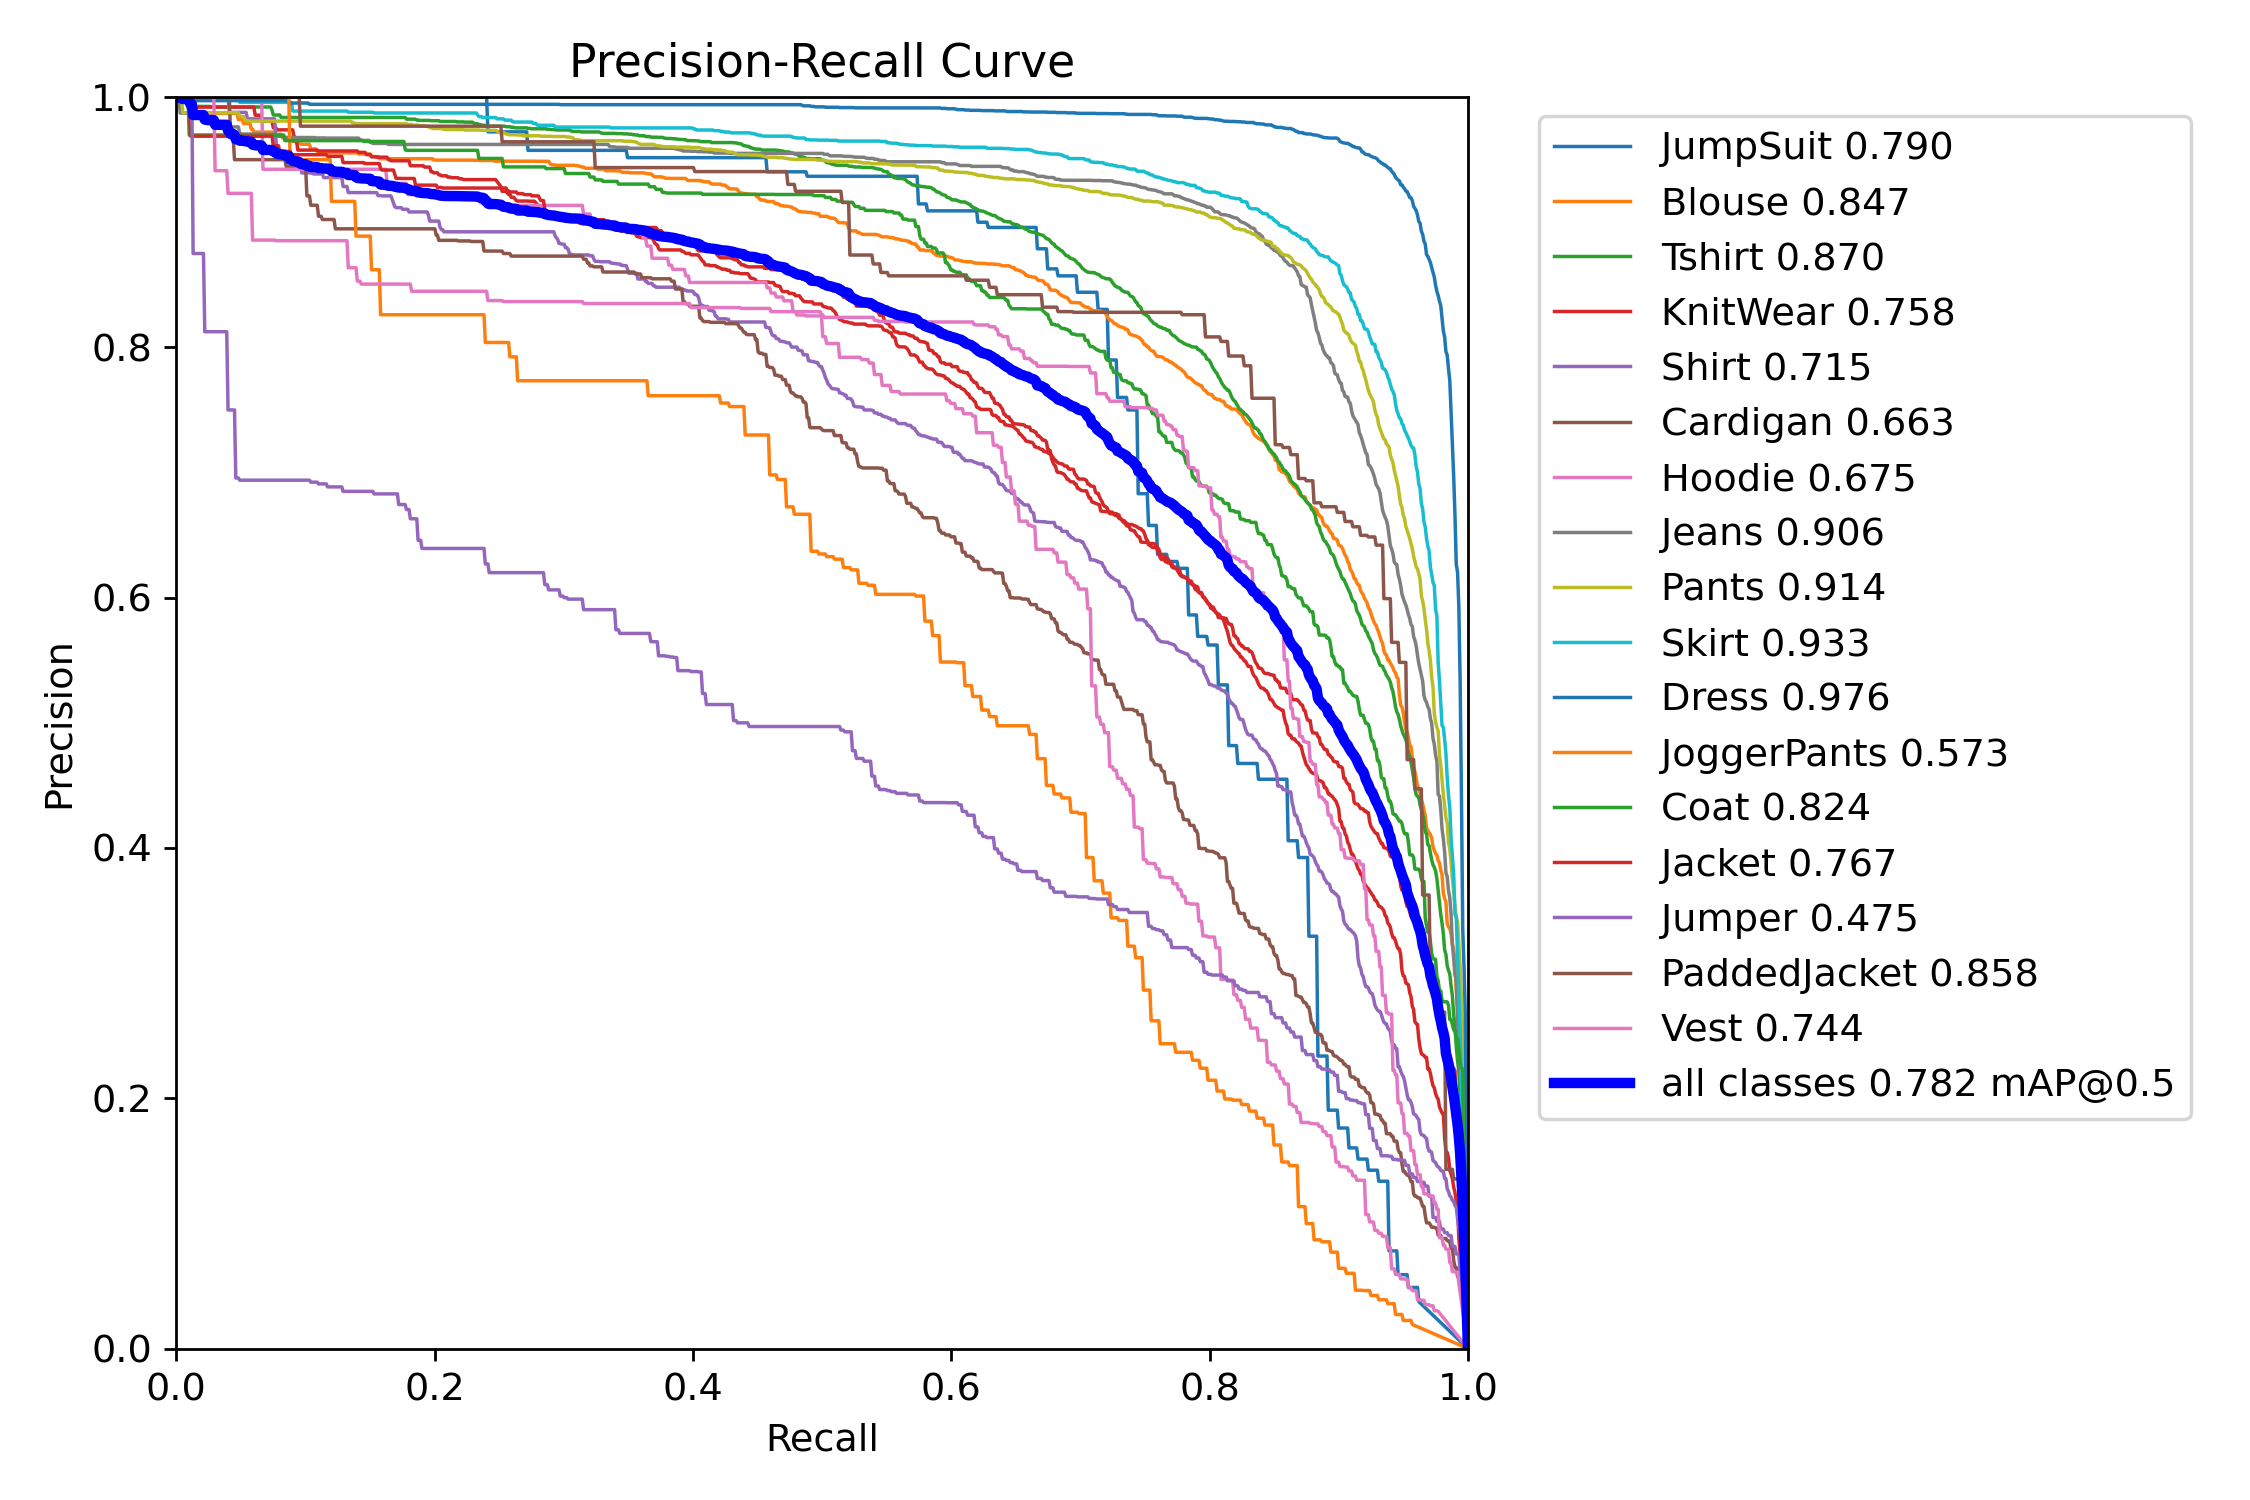 Precision-Recall Curve
1.0
0.8
0.6
0.4
0.2
0.0
Precision
0.0 0.2 0.4 0.6 0.8 1.0
Recall
JumpSuit 0.790
Blouse 0.847
Tshirt 0.870
KnitWear 0.758
Shirt 0.715
Cardigan 0.663
Hoodie 0.675
Jeans 0.906
Pants 0.914
Skirt 0.933
Dress 0.976
JoggerPants 0.573
Coat 0.824
Jacket 0.767
Jumper 0.475
PaddedJacket 0.858
Vest 0.744
all classes 0.782 mAP@0.5